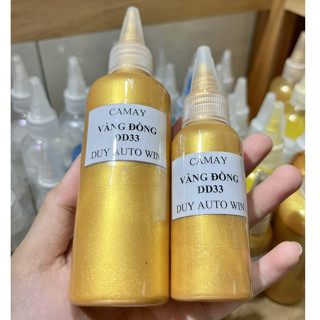 CAMAY
VÀNG ĐỒNG
DD33
DUY AUTO WIN
CAMAY
VÀNG ĐỒNG
DD33
DUY AUTO WIN